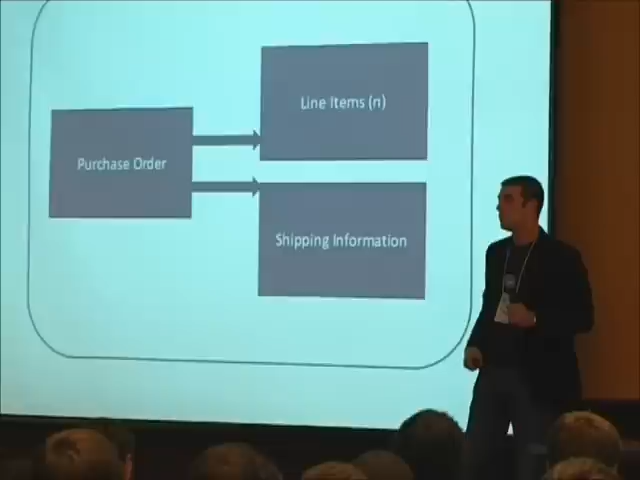 Line Items (n)
Purchase Order
Shipping Information